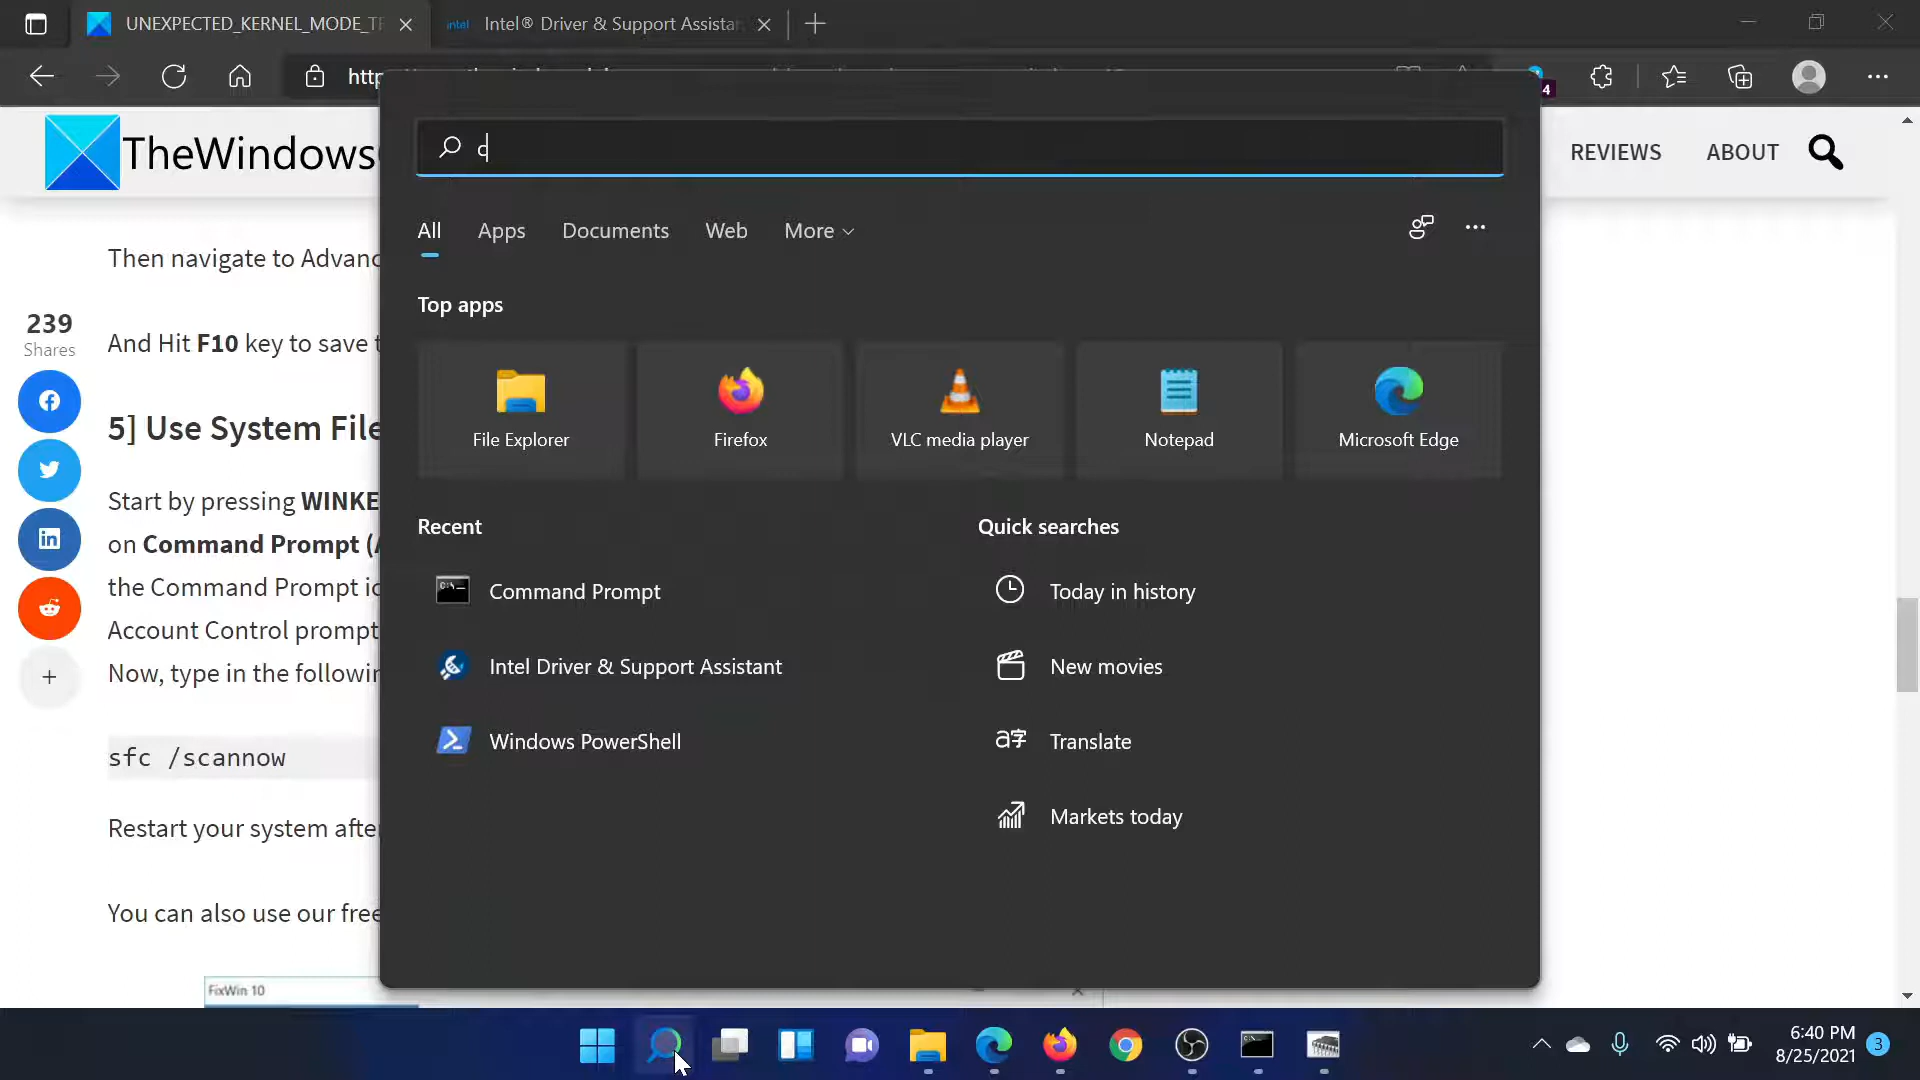 UNEXPECTED_KERNEL_MODE_TF
intel Intel® Driver & Support Assistar
4
TheWindows
REVIEWS ABOUT
c
All Apps Documents Web More
Top apps
File Explorer Firefox VLC media player Notepad Microsoft Edge
Recent
Command Prompt
Intel Driver & Support Assistant
Windows PowerShell
Quick searches
Today in history
New movies
Translate
Markets today
239
Shares
Then navigate to Advanc
And Hit F10 key to save t
5] Use System File
Start by pressing WINKE
on Command Prompt (
the Command Prompt ic
Account Control prompt
Now, type in the followin
sfc /scannow
Restart your system after
You can also use our free
FixWin 10
6:40 PM
8/25/2021
3